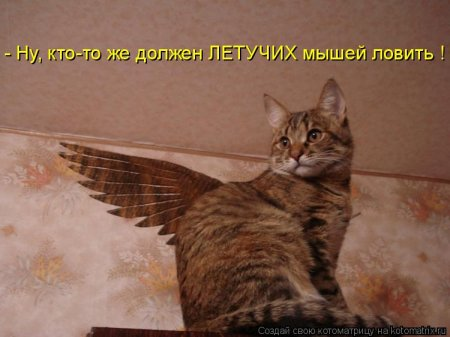 - Ну, кто-то же должен ЛЕТУЧИХ мышей ловить !
Создай свою котоматрицу на kotomatrix.ru